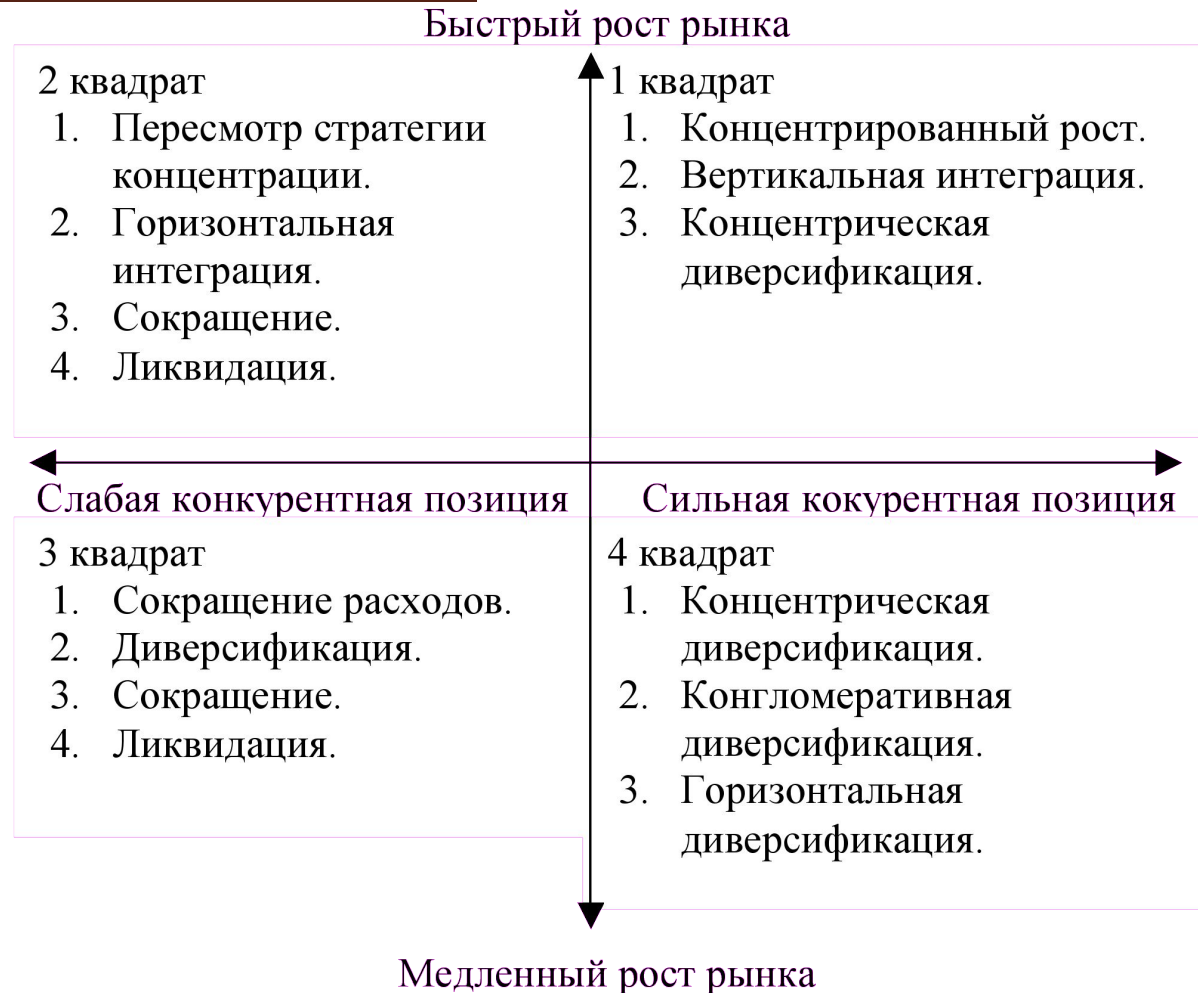 Быстрый рост рынка
2 квадрат
1. Пересмотр стратегии
концентрации.
2. Горизонтальная
интеграция.
3. Сокращение.
4. Ликвидация.
1 квадрат
1. Концентрированный рост.
2. Вертикальная интеграция.
3. Концентрическая
диверсификация.
Слабая конкурентная позиция
Сильная кокурентная позиция
3 квадрат
1. Сокращение расходов.
2. Диверсификация.
3. Сокращение.
4. Ликвидация.
4 квадрат
1. Концентрическая
диверсификация.
2. Конгломеративная
диверсификация.
3. Горизонтальная
диверсификация.
Медленный рост рынка